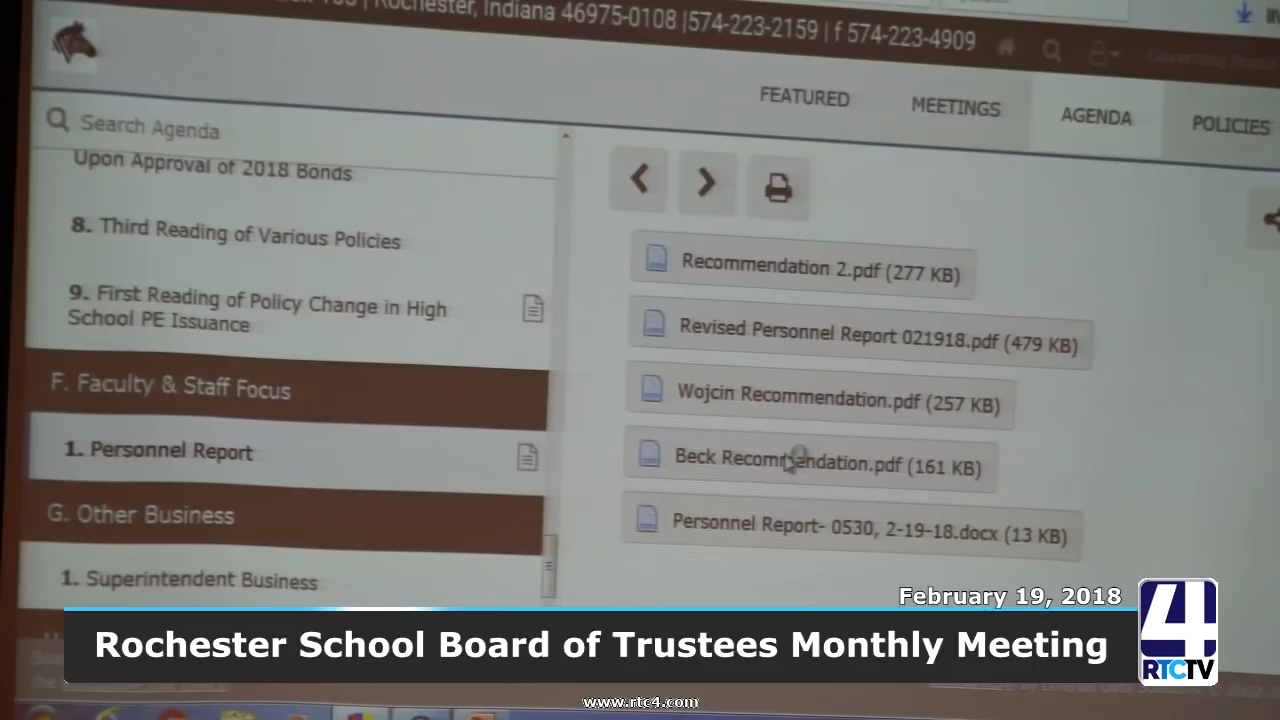 Rochester, Indiana 46975-0108 |574-223-2159 | f 574-223-4909
FEATURED
MEETINGS
AGENDA
POLICIES
Search Agenda
Upon Approval of 2018 Bonds
8. Third Reading of Various Policies
9. First Reading of Policy Change in High
School PE Issuance
F. Faculty & Staff Focus
1. Personnel Report
G. Other Business
1. Superintendent Business
Recommendation 2.pdf (277 KB)
Revised Personnel Report 021918.pdf (479 KB)
Wojcin Recommendation.pdf (257 KB)
Beck Recommendation.pdf (161 KB)
Personnel Report- 0530, 2-19-18.docx (13 KB)
February 19, 2018
Rochester School Board of Trustees Monthly Meeting
4
RTCTV
www.rtc4.com